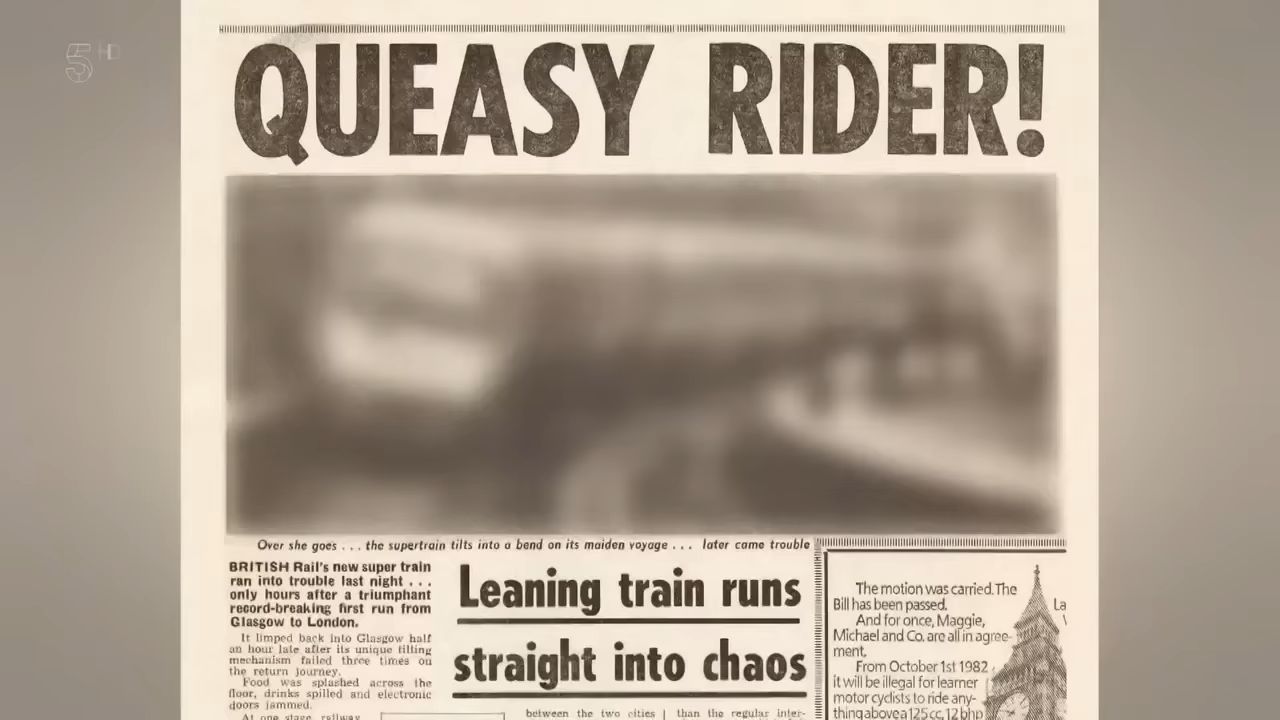 5 HD
QUEASY RIDER!
Over she goes . . . the supertrain tilts into a bend on its maiden voyage . . . later came trouble
BRITISH Rail's new super train
ran into trouble last night . . .
only hours after a triumphant
record-breaking first run from
Glasgow to London.
It limped back into Glasgow half
an hour late after its unique tilting
mechanism failed three times on
the return journey.
Food was splashed across the
floor, drinks spilled and electronic
doors jammed.
At one stage, railway
Leaning train runs
straight into chaos
between the two cities
than the regular inter-
The motion was carried. The
Bill has been passed.
And for once, Maggie,
Michael and Co. are all in agree-
ment,
From October 1st 1982
it will be illegal for learner
motor cyclists to ride any-
thing above a 125 cc, 12 bhp
La